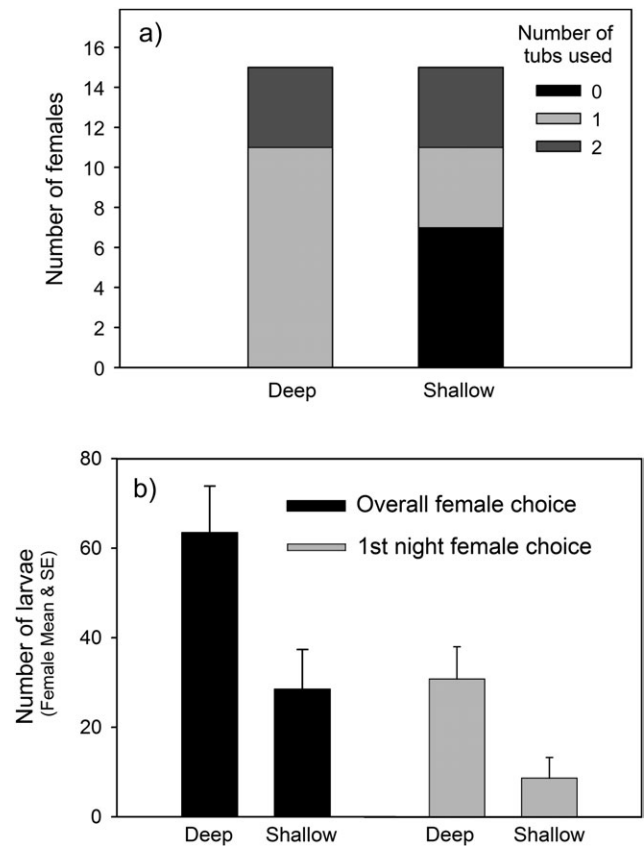 a)
Number of
tubs used
0
1
2
Number of females
16
14
12
10
8
6
4
2
0
Deep Shallow
b)
Overall female choice
1st night female choice
Number of larvae
(Female Mean & SE)
80
60
40
20
0
Deep Shallow Deep Shallow